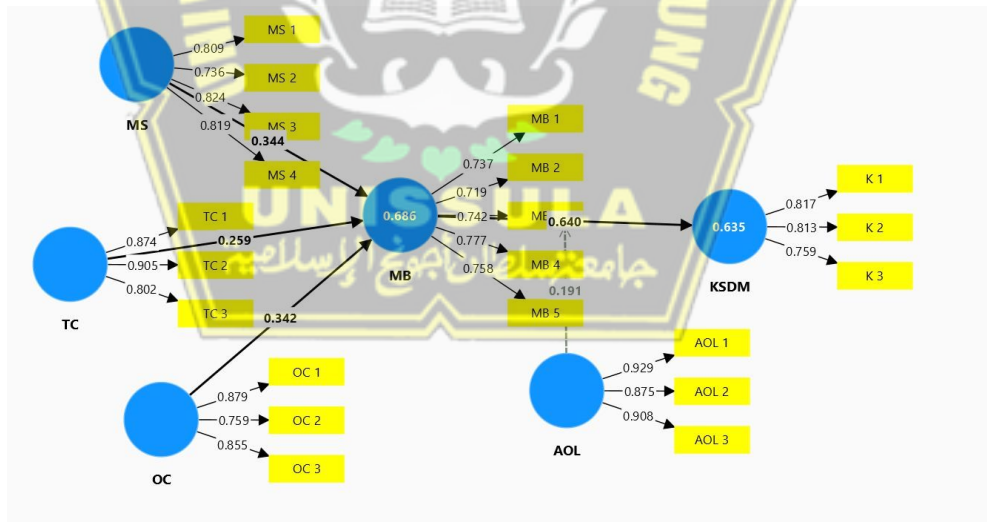 MS 1
MS 2
MS 3
MS 4
0.809
0.736
0.824
0.819
MS
0.344
TC 1
TC 2
TC 3
0.874
0.905
0.802
TC
0.259
OC 1
OC 2
OC 3
0.879
0.759
0.855
OC
0.342
0.686
MB
MB 1
MB 2
MB 4
MB 5
0.737
0.719
0.742
0.777
0.758
0.640
0.191
0.635
KSDM
K 1
K 2
K 3
0.817
0.813
0.759
AOL 1
AOL 2
AOL 3
0.929
0.875
0.908
AOL
UNISSULA
جامعة سلطان أجونج الإسلامية
UNG